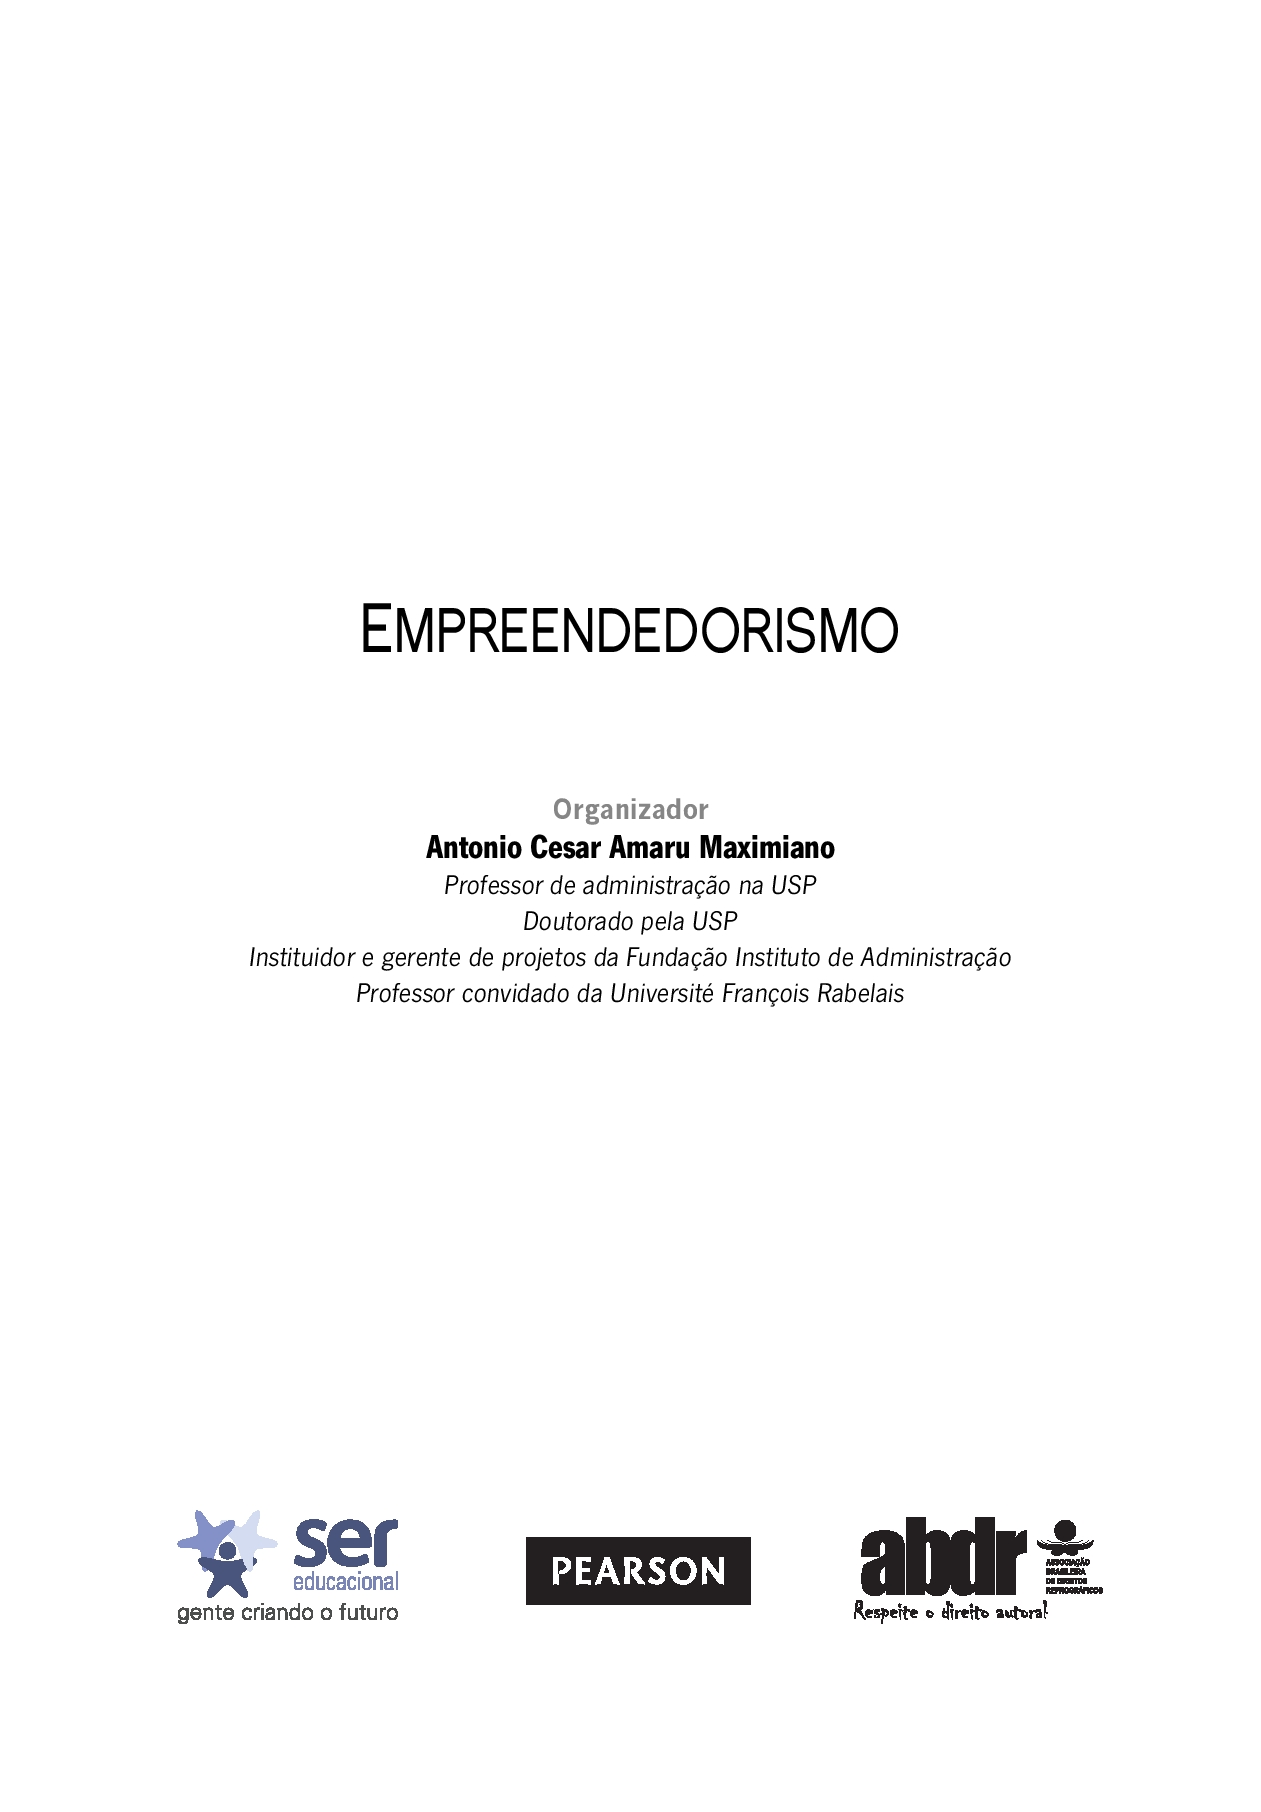 EMPREENDEDORISMO
Organizador
Antonio Cesar Amaru Maximiano
Professor de administração na USP
Doutorado pela USP
Instituidor e gerente de projetos da Fundação Instituto de Administração
Professor convidado da Université François Rabelais
ser
educacional
gente criando o futuro
PEARSON
abdr
ASSOCIAÇÃO
BRASILEIRA
DE DIREITOS
REPROGRÁFICOS
Respeite o direito autoral